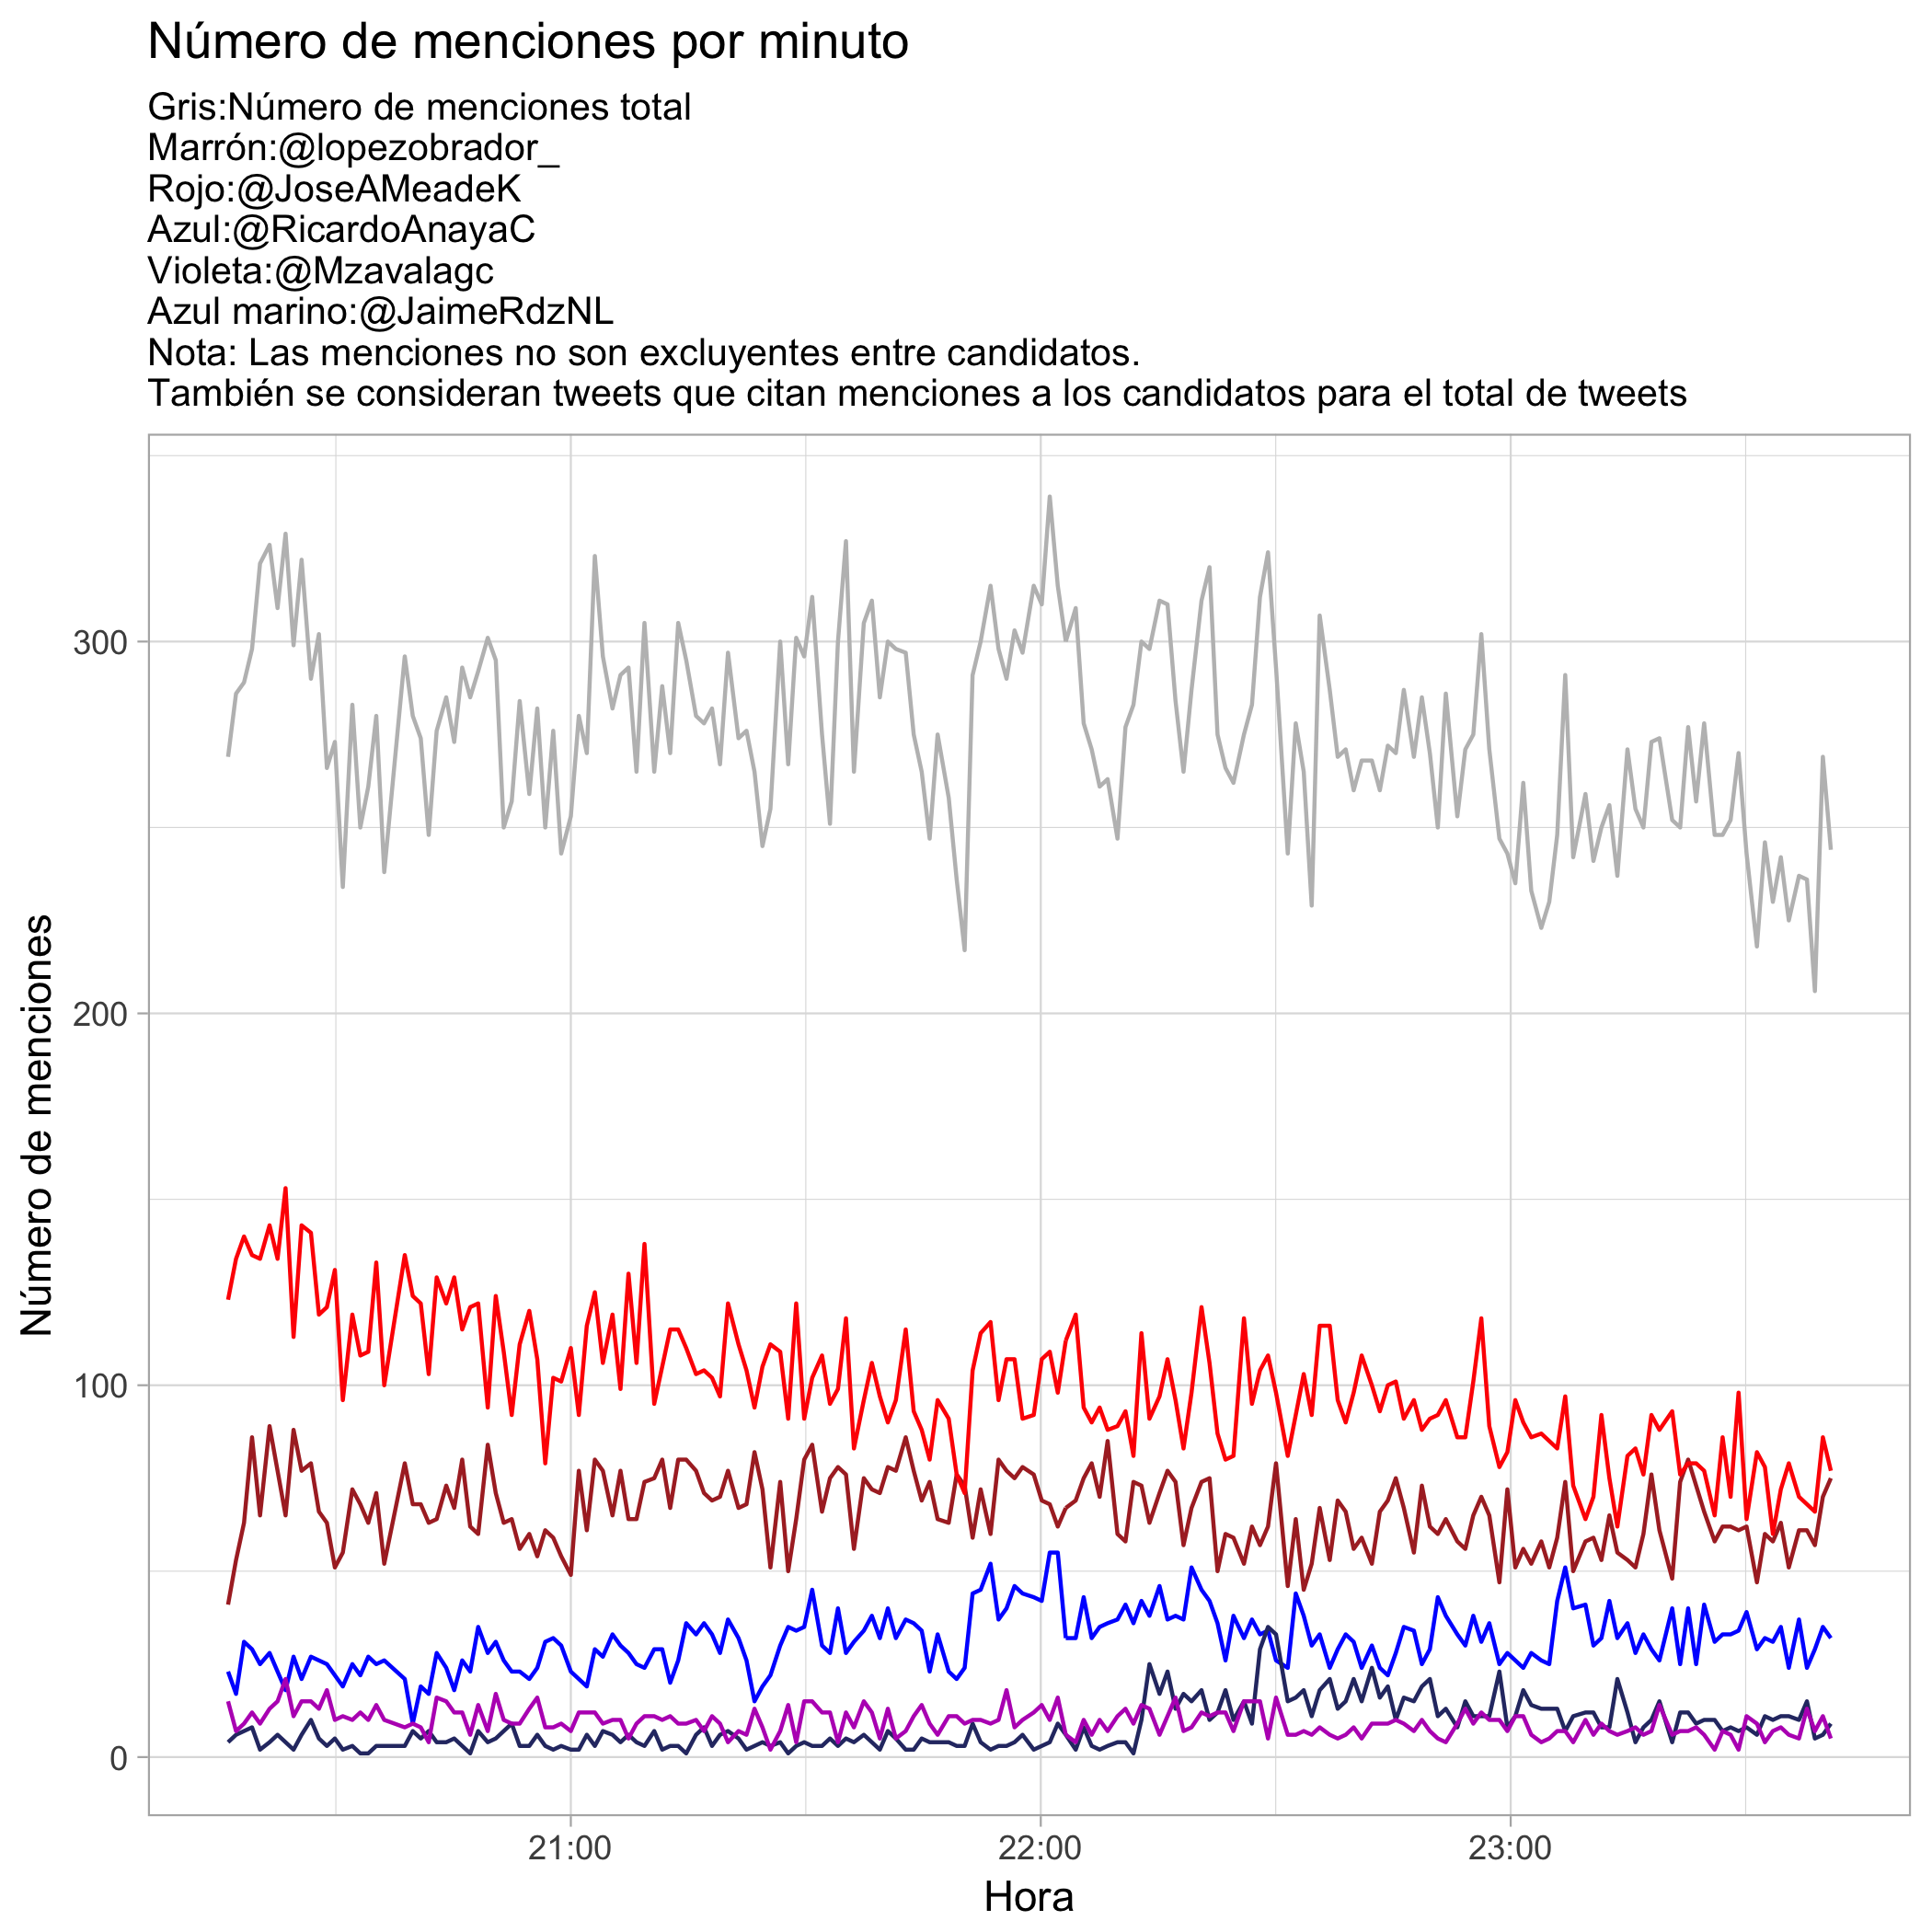 Número de menciones por minuto
Gris:Número de menciones total
Marrón:@lopezobrador_
Rojo:@JoseAMeadeK
Azul:@RicardoAnayaC
Violeta:@Mzavalagc
Azul marino:@JaimeRdzNL
Nota: Las menciones no son excluyentes entre candidatos.
También se consideran tweets que citan menciones a los candidatos para el total de tweets
Número de menciones
300
200
100
0
21:00
22:00
23:00
Hora